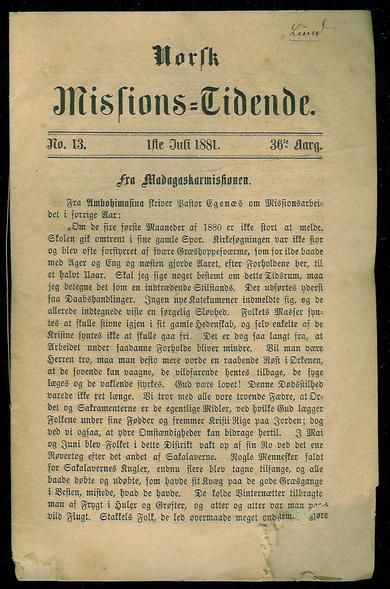 Lund
Norsk
Missions=Tidende.
No. 13. 1ste Juli 1881. 36te Aarg.
Fra Madagaskarmissionen.
Fra Ambohimasina skriver Pastor Egenæs om Missionsarbei-
det i forrige Aar:
„Om de fire første Maaneder af 1880 er ikke stort at melde.
Skolen gik omtrent i sine gamle Spor. Kirkesøgningen var ikke stor
og blev ofte forstyrret af svære Græshoppesværme, som for ilde baade
med Ager og Eng og næsten gjorde Aaret, efter Forholdene her, til
et halvt Uaar. Skal jeg sige noget bestemt om dette Tidsrum, maa
jeg betegne det som en indtrædende Stilstands. Der udførtes yderst
faa Daabshandlinger. Ingen nye Katekumener indmeldte sig, og de
allerede indtegnede viste en førgelig Sløvhed. Folkets Masser syn-
tes at skulle stivne igjen i sit gamle Hedenskab, og selv enkelte af de
Kristne syntes ikke at skulle gaa fri. Det er dog saa langt fra, at
Arbeidet under saadanne Forholde bliver mindre. Vil man være
Herren tro, maa man desto mere vorde en raabende Røst i Ørkenen,
at de sovende kan vaagne, de vildfarende hentes tilbage, de syge
læges og de vaklende styrkes. Gud være lovet! Denne Dødsstilhed
varede ikke ret længe. Vi tror med alle vore troende Fædre, at Or-
det og Sakramenterne er de egentlige Midler, ved hvilke Gud lægger
Folkene under sine Fødder og fremmer Kristi Rige paa Jorden; dog
ved vi ogsaa, at ydre Omstændigheder kan bidrage hertil. I Mai
og Juni blev Folket i dette Distrikt vakt op af sin Ro ved det ene
Røvertog efter det andet af Sakalaverne. Nogle Mennesker faldt
for Sakalavernes Kugler, endnu flere blev tagne tilfange, og alle
baade døbte og udøbte, som havde sit Kvæg paa de gode Græsgange
i Vesten, mistede, hvad de havde. De kolde Vinternætter tilbragte
man af Frygt i Huler og Grøfter, og atter og atter var man paa
vild Flugt. Stakkels Folk, de led overmaade meget ondt.